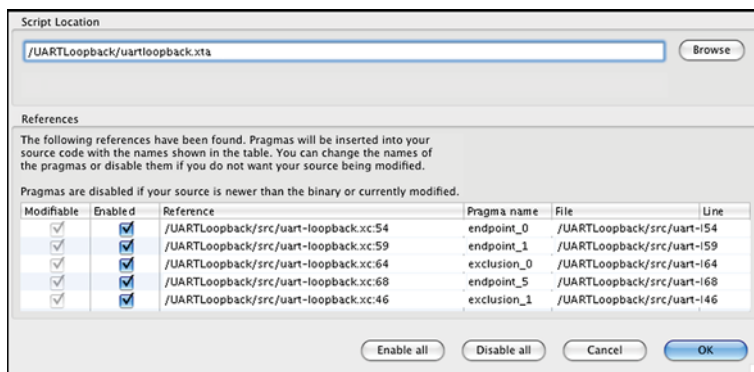 Script Location
/UARTLoopback/uartloopback.xta
Browse
References
The following references have been found. Pragmas will be inserted into your
source code with the names shown in the table. You can change the names of
the pragmas or disable them if you do not want your source being modified.
Pragmas are disabled if your source is newer than the binary or currently modified.
Modifiable Enabled Reference Pragma name File Line
/UARTLoopback/src/uart-loopback.xc:54 endpoint_0 /UARTLoopback/src/uart-l 54
/UARTLoopback/src/uart-loopback.xc:59 endpoint_1 /UARTLoopback/src/uart-l 59
/UARTLoopback/src/uart-loopback.xc:64 exclusion_0 /UARTLoopback/src/uart-l 64
/UARTLoopback/src/uart-loopback.xc:68 endpoint_5 /UARTLoopback/src/uart-l 68
/UARTLoopback/src/uart-loopback.xc:46 exclusion_1 /UARTLoopback/src/uart-l 46
Enable all Disable all Cancel OK